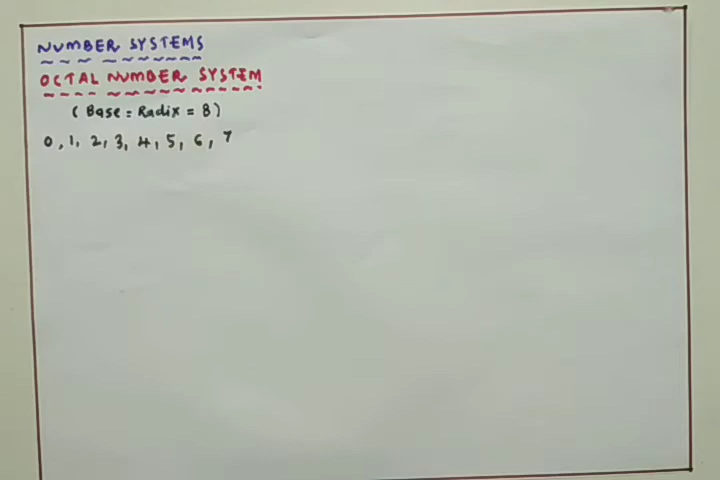 NUMBER SYSTEMS
OCTAL NUMBER SYSTEM
( Base = Radix = 8 )
0, 1, 2, 3, 4, 5, 6, 7